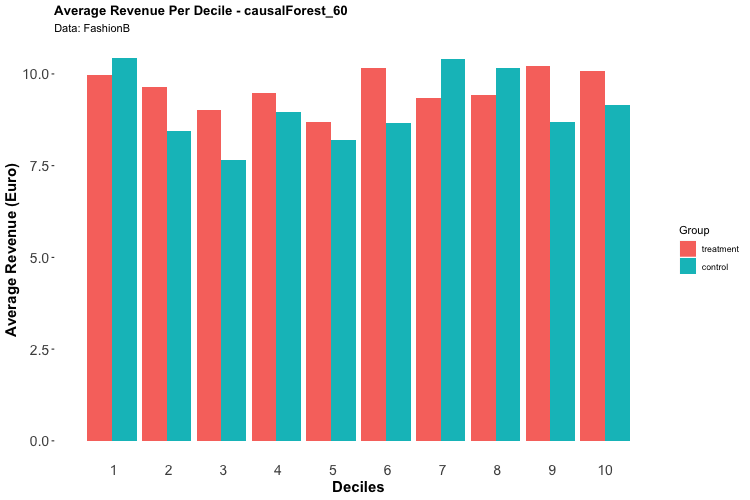 Average Revenue Per Decile - causalForest_60
Data: FashionB
Average Revenue (Euro)
10.0
7.5
5.0
2.5
0.0
1 2 3 4 5 6 7 8 9 10
Deciles
Group
treatment
control